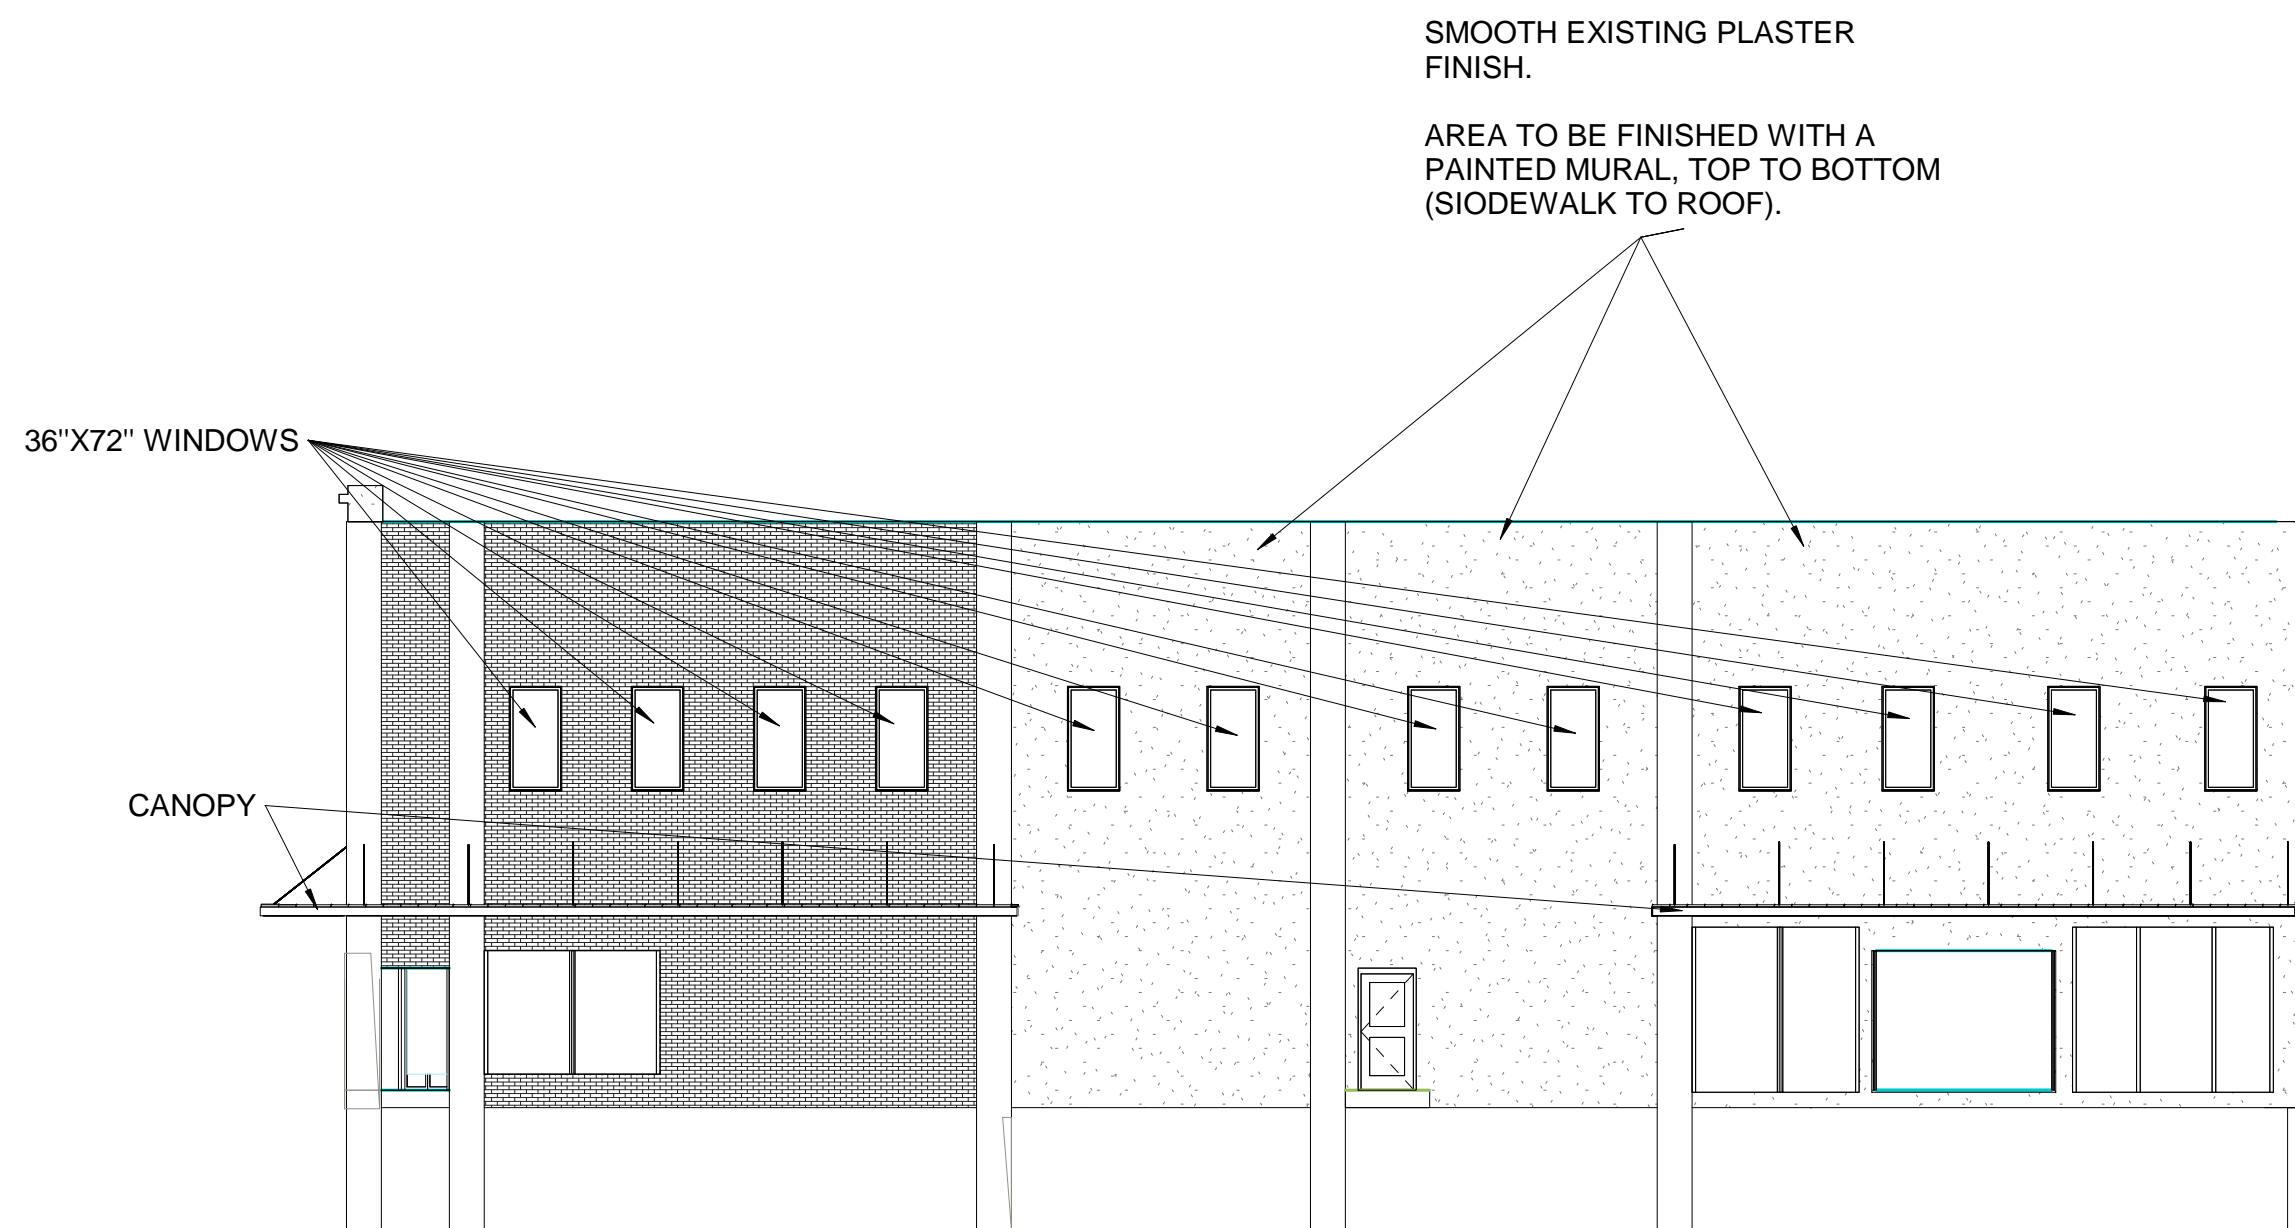 SMOOTH EXISTING PLASTER
FINISH.
AREA TO BE FINISHED WITH A
PAINTED MURAL, TOP TO BOTTOM
(SIODEWALK TO ROOF).
36"X72" WINDOWS
CANOPY